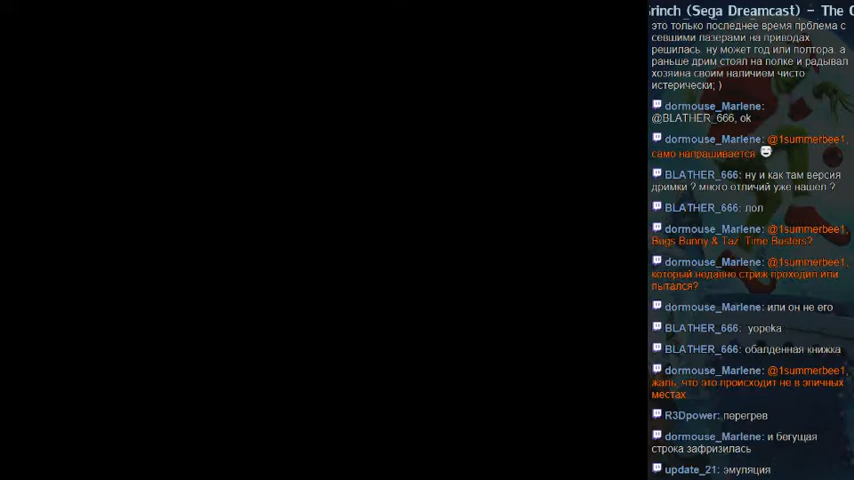 Grinch (Sega Dreamcast) - The G
это только последнее время прблема с
севшими лазерами на приводах
решилась. ну может год или полтора. а
раньше дрим стоял на полке и радывал
хозяина своим наличием чисто
истерически; )
dormouse_Marlene:
@BLATHER_666, ok
dormouse_Marlene: @1summerbee1,
само напрашивается
BLATHER_666: ну и как там версия
дримки ? много отличий уже нашел ?
BLATHER_666: лол
dormouse_Marlene: @1summerbee1,
Bugs Bunny & Taz Time Busters?
dormouse_Marlene: @1summerbee1,
который недавно стриж проходил или
пытался?
dormouse_Marlene: или он не его
BLATHER_666: уорека
BLATHER_666: обалденная книжка
dormouse_Marlene: @1summerbee1,
жаль, что это происходит не в эпичных
местах
R3Dpower: перегрев
dormouse_Marlene: и бегущая
строка зафризилась
update_21: эмуляция